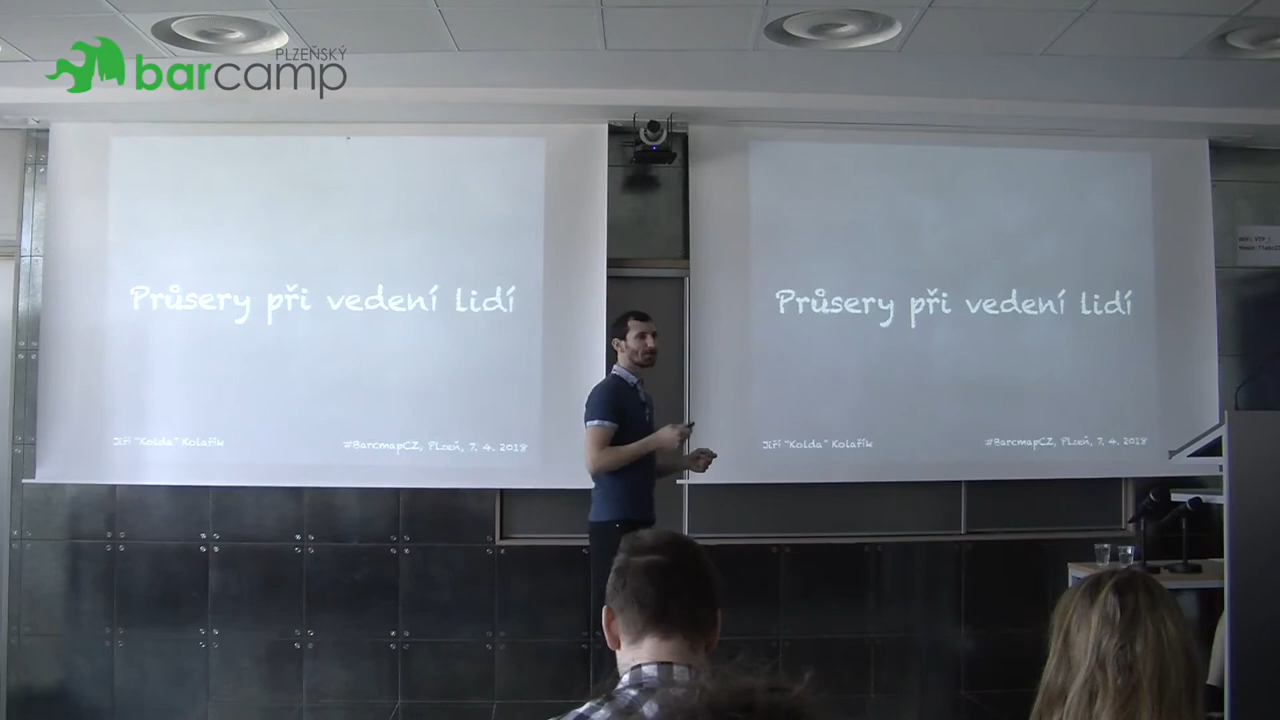 PLZEŇSKÝ
barcamp
Průsery při vedení lidí
Jiří "Kolda" Kolařík
#BarcmapCZ, Plzeň, 7. 4. 2018
Průsery při vedení lidí
Jiří "Kolda" Kolařík
#BarcmapCZ, Plzeň, 7. 4. 2018